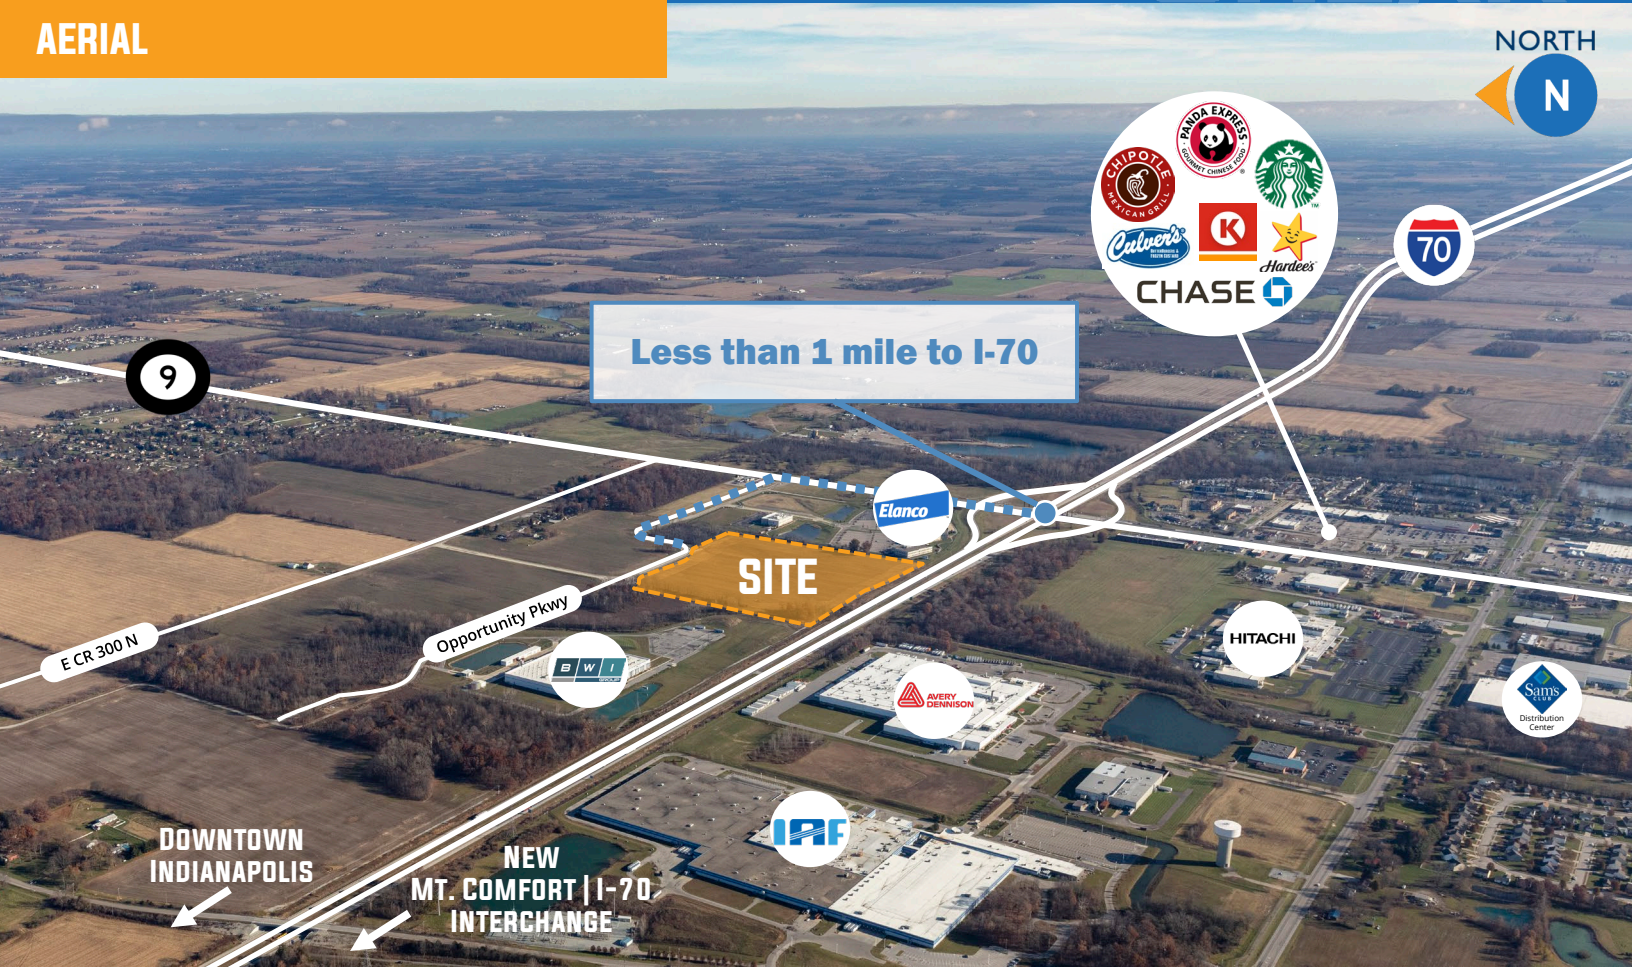 AERIAL
NORTH
N
PANDA EXPRESS
GOURMET CHINESE FOOD
CHIPOTLE
MEXICAN GRILL
Culver's
K
Hardee's
CHASE
70
9
Less than 1 mile to I-70
Elanco
SITE
Opportunity Pkwy
E CR 300 N
BWI
GROUP
AVERY
DENNISON
HITACHI
Sam's
CLUB
Distribution
Center
IAF
DOWNTOWN
INDIANAPOLIS
NEW
MT. COMFORT | I-70
INTERCHANGE